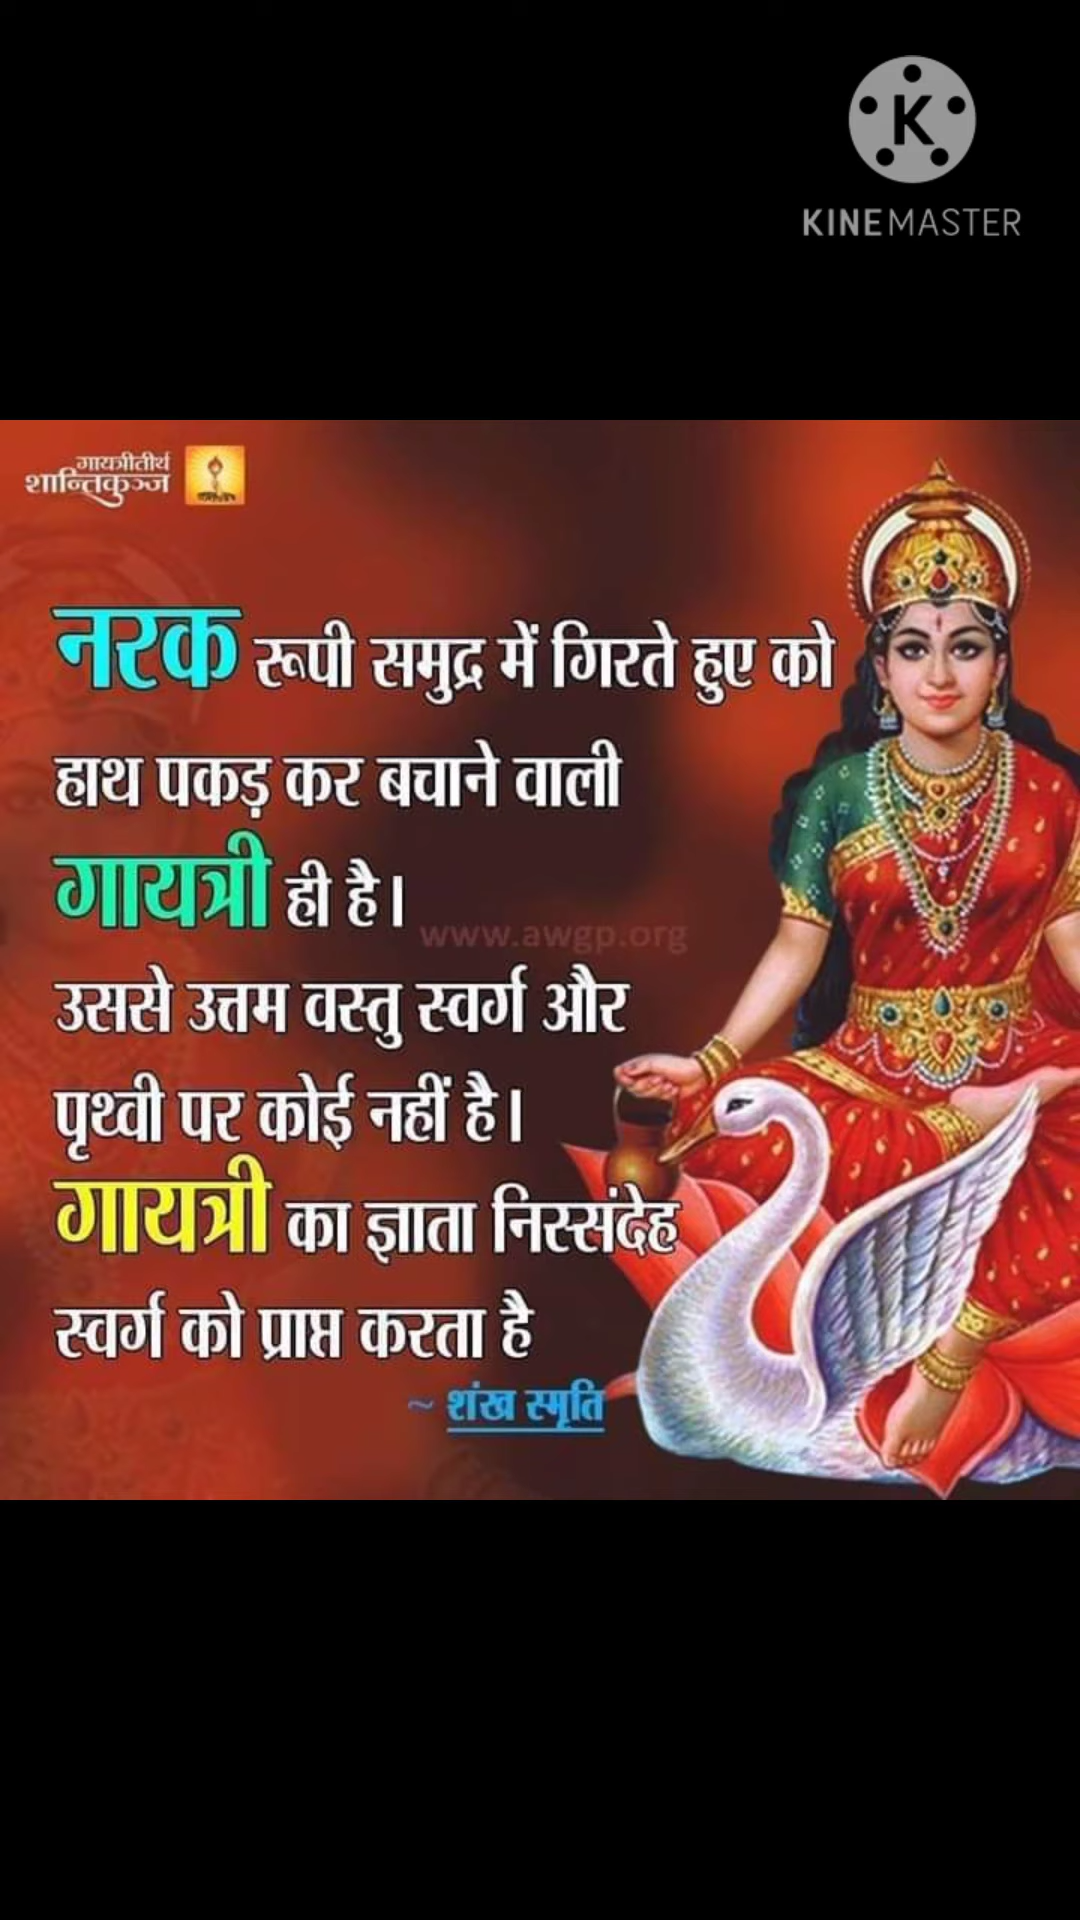 KINEMASTER
गायत्रीतीर्थ
शान्तिकुञ्ज
नरक रूपी समुद्र में गिरते हुए को
हाथ पकड़ कर बचाने वाली
गायत्री ही है।
www.awgp.org
उससे उत्तम वस्तु स्वर्ग और
पृथ्वी पर कोई नहीं है।
गायत्री का ज्ञाता निस्संदेह
स्वर्ग को प्राप्त करता है
~ शंख स्मृति